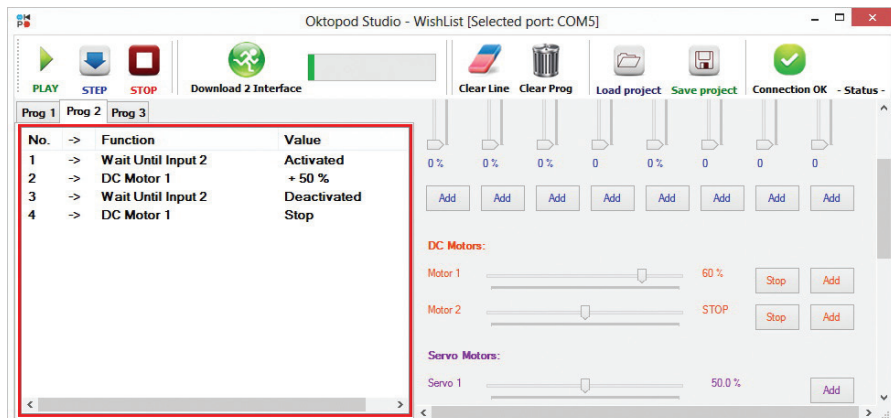 Oktopod Studio - WishList [Selected port: COM5]
PLAY STEP STOP Download 2 Interface Clear Line Clear Prog Load project Save project Connection OK - Status -
Prog 1 Prog 2 Prog 3
No. -> Function Value
1 -> Wait Until Input 2 Activated
2 -> DC Motor 1 + 50 %
3 -> Wait Until Input 2 Deactivated
4 -> DC Motor 1 Stop
0 % 0 % 0 % 0 0 % 0 0 0
Add Add Add Add Add Add Add Add
DC Motors:
Motor 1 60 % Stop Add
Motor 2 STOP Stop Add
Servo Motors:
Servo 1 50.0 % Add